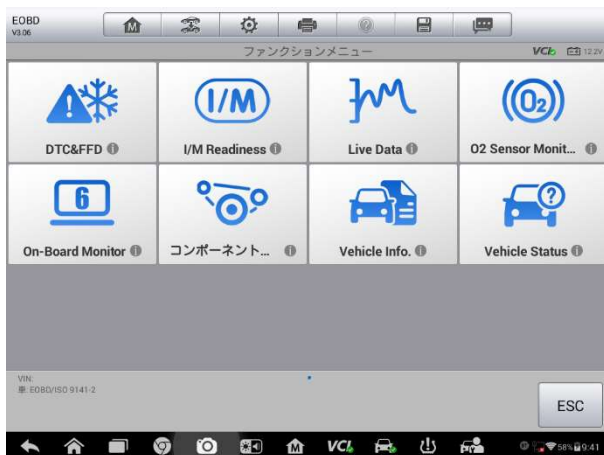 EOBD
V3.06
M
ファンクションメニュー
VCI 12.2V
I/M
O2
DTC&FFD
I/M Readiness
Live Data
O2 Sensor Monit...
6
On-Board Monitor
コンポーネント...
Vehicle Info.
Vehicle Status
VIN:
車: EOBD/ISO 9141-2
ESC
M
VCI
58% 9:41